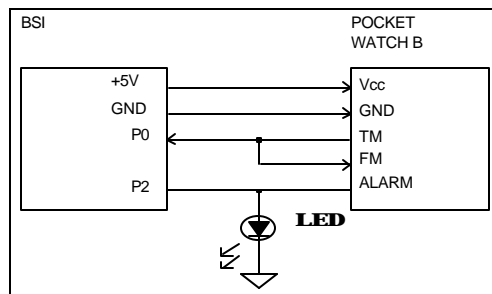 BSI
POCKET
WATCH B
+5V
Vcc
GND
GND
P0
TM
FM
P2
ALARM
LED